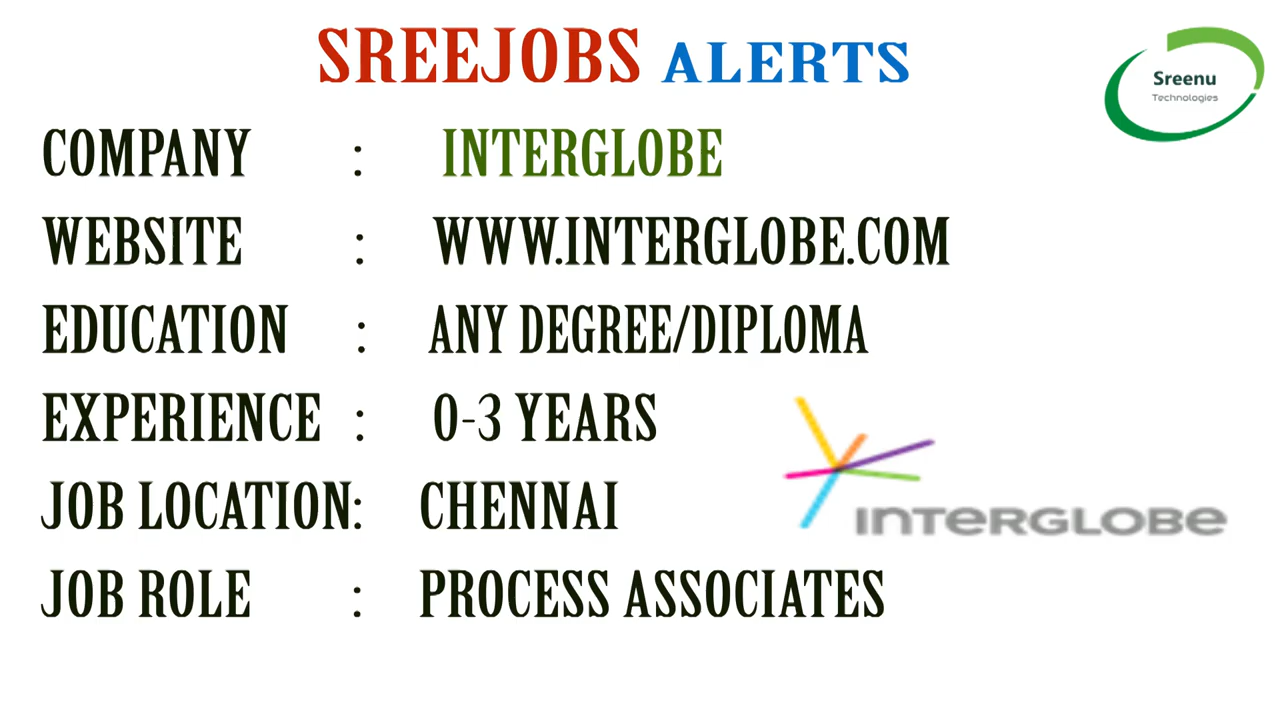 SREEJOBS ALERTS
Sreenu
Technologies
COMPANY : INTERGLOBE
WEBSITE : WWW.INTERGLOBE.COM
EDUCATION : ANY DEGREE/DIPLOMA
EXPERIENCE : 0-3 YEARS
JOB LOCATION: CHENNAI
INTERGLOBE
JOB ROLE : PROCESS ASSOCIATES